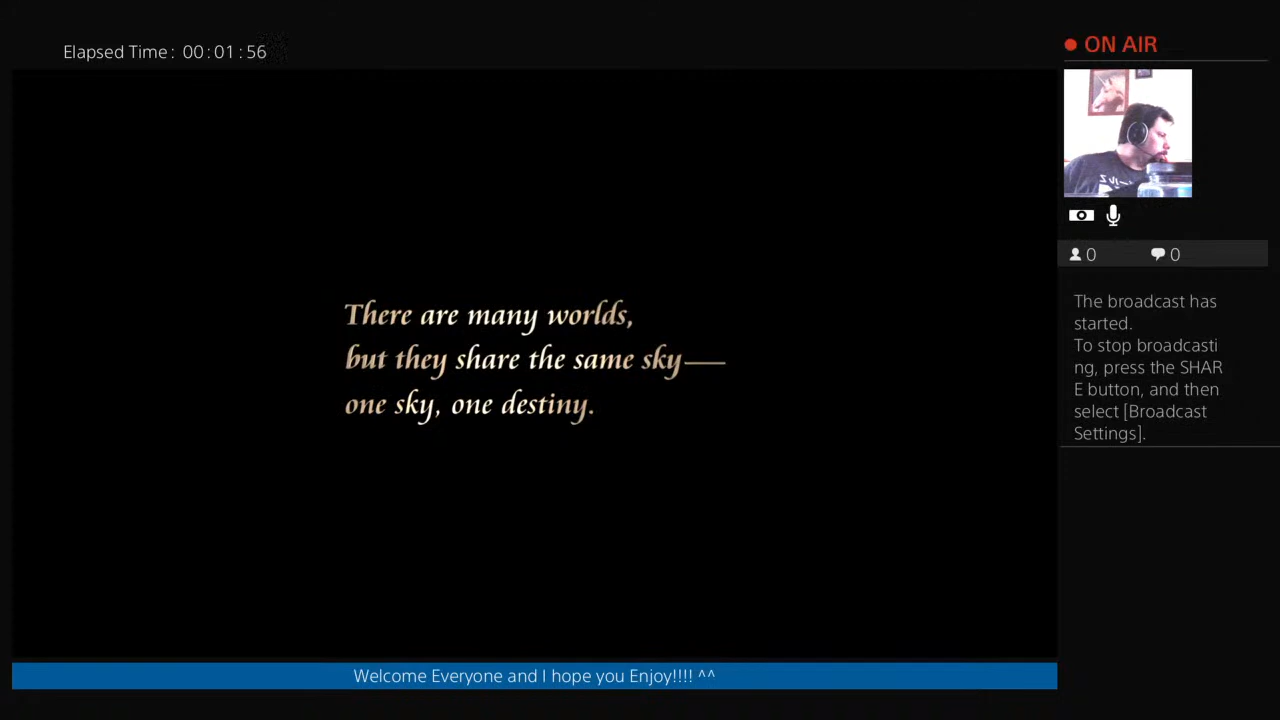 Elapsed Time: 00:01:56
ON AIR
0 0
There are many worlds,
but they share the same sky—
one sky, one destiny.
The broadcast has
started.
To stop broadcasti
ng, press the SHAR
E button, and then
select [Broadcast
Settings].
Welcome Everyone and I hope you Enjoy!!!! ^^